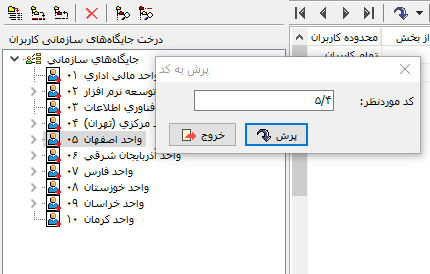 از بخش
محدوده کاربران
تمام کاربران
درخت جایگاه‌های سازمانی کاربران
جایگاه‌های سازمانی
۰۱ واحد مالی اداری
۰۲ توسعه نرم افزار
۰۳ فناوری اطلاعات
۰۴ مرکزی (تهران)
۰۵ واحد اصفهان
۰۶ واحد آذربایجان شرقی
۰۷ واحد فارس
۰۸ واحد خوزستان
۰۹ واحد خراسان
۱۰ واحد کرمان
پرش به کد
کد موردنظر:
۵/۴
پرش
خروج